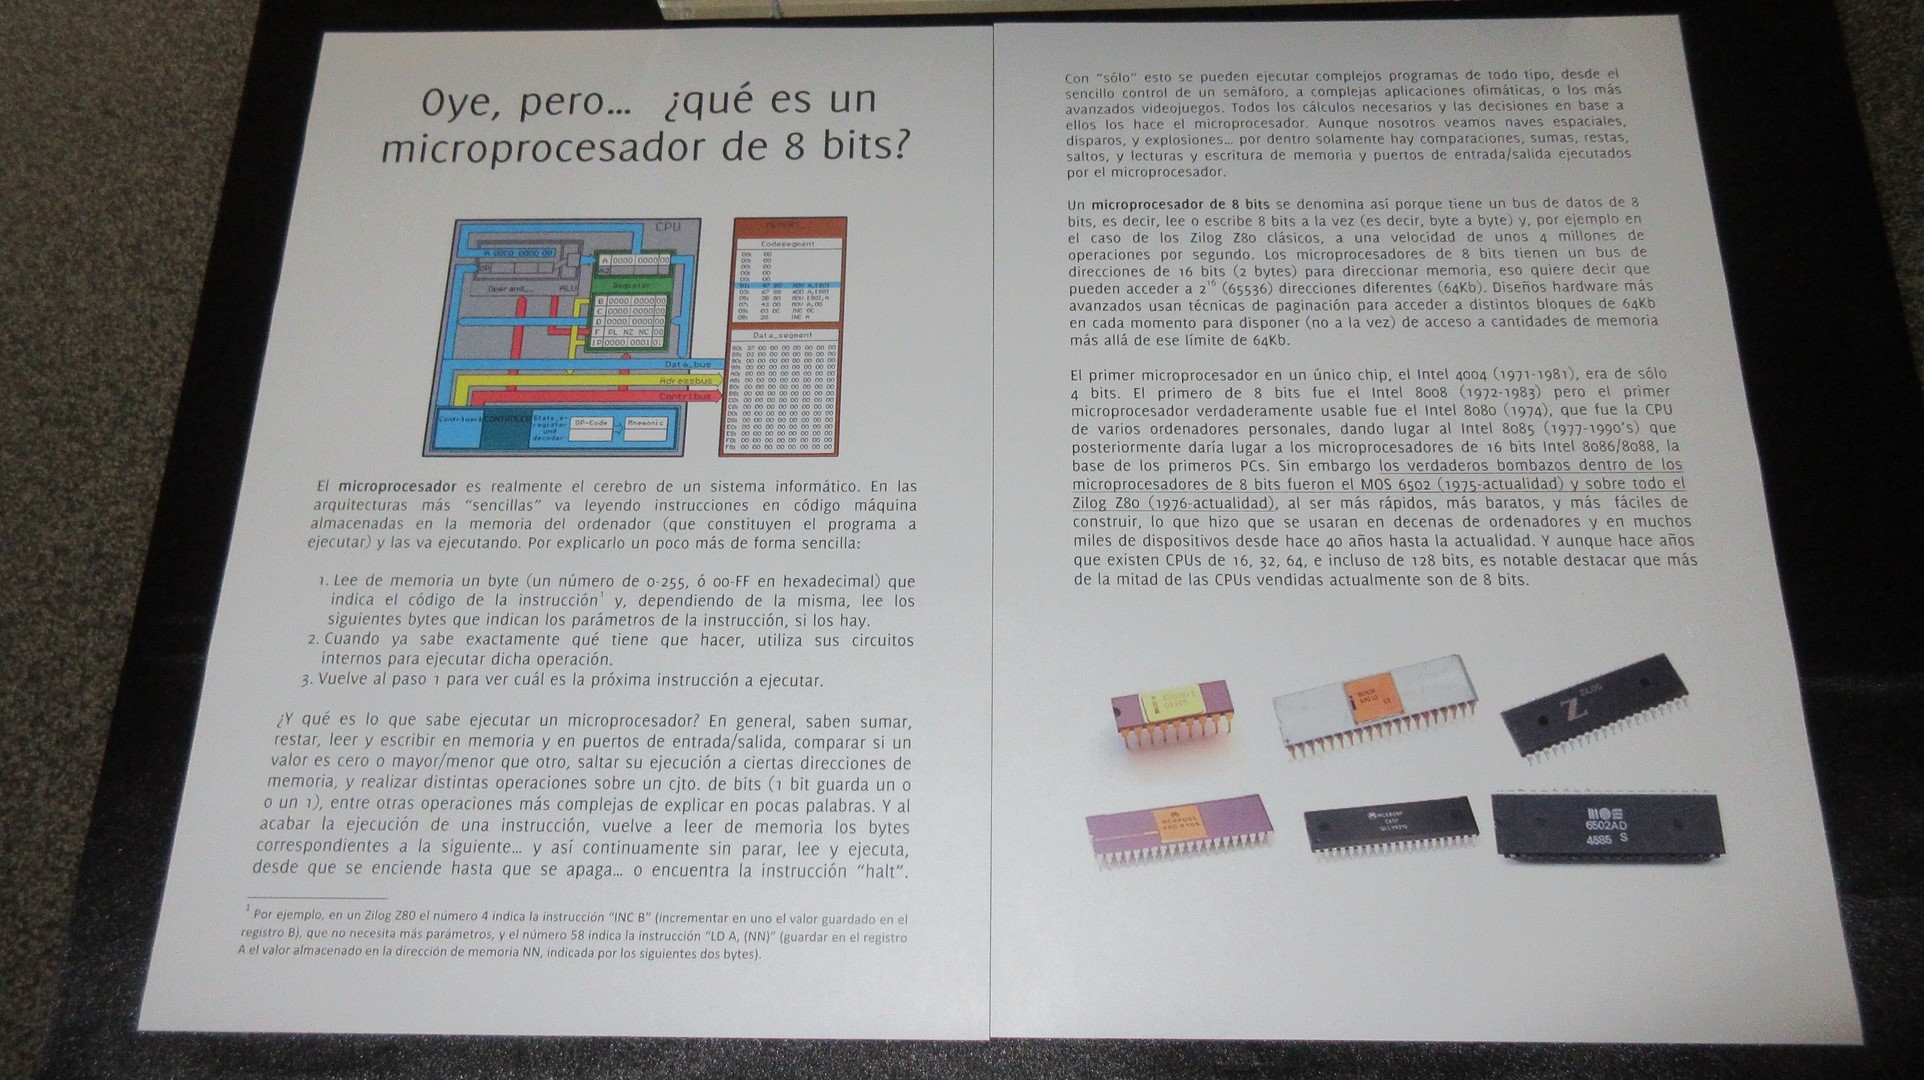 Oye, pero... ¿qué es un
microprocesador de 8 bits?
CPU
A 0000 0000 00
Operand
ALU
A 0000 0000 00
A2
Register
B 0000 0000
C 0000 0000
D 0000 0000
F PL NZ NC 00
IP 0000 0001 01
Data_bus
Adressbus
Contrlbus
Codesegment
Data_segment
CONTROLLER
OP-Code
Mnemonic
El microprocesador es realmente el cerebro de un sistema informático. En las
arquitecturas más “sencillas” va leyendo instrucciones en código máquina
almacenadas en la memoria del ordenador (que constituyen el programa a
ejecutar) y las va ejecutando. Por explicarlo un poco más de forma sencilla:
1. Lee de memoria un byte (un número de 0-255, ó 00-FF en hexadecimal) que
indica el código de la instrucción¹ y, dependiendo de la misma, lee los
siguientes bytes que indican los parámetros de la instrucción, si los hay.
2. Cuando ya sabe exactamente qué tiene que hacer, utiliza sus circuitos
internos para ejecutar dicha operación.
3. Vuelve al paso 1 para ver cuál es la próxima instrucción a ejecutar.
¿Y qué es lo que sabe ejecutar un microprocesador? En general, saben sumar,
restar, leer y escribir en memoria y en puertos de entrada/salida, comparar si un
valor es cero o mayor/menor que otro, saltar su ejecución a ciertas direcciones de
memoria, y realizar distintas operaciones sobre un cjto. de bits (1 bit guarda un 0
o un 1), entre otras operaciones más complejas de explicar en pocas palabras. Y al
acabar la ejecución de una instrucción, vuelve a leer de memoria los bytes
correspondientes a la siguiente... y así continuamente sin parar, lee y ejecuta,
desde que se enciende hasta que se apaga... o encuentra la instrucción “halt”.
¹ Por ejemplo, en un Zilog Z80 el número 4 indica la instrucción “INC B” (incrementar en uno el valor guardado en el
registro B), que no necesita más parámetros, y el número 58 indica la instrucción “LD A, (NN)” (guardar en el registro
A el valor almacenado en la dirección de memoria NN, indicada por los siguientes dos bytes).
Con “sólo” esto se pueden ejecutar complejos programas de todo tipo, desde el
sencillo control de un semáforo, a complejas aplicaciones ofimáticas, o los más
avanzados videojuegos. Todos los cálculos necesarios y las decisiones en base a
ellos los hace el microprocesador. Aunque nosotros veamos naves espaciales,
disparos, y explosiones... por dentro solamente hay comparaciones, sumas, restas,
saltos, y lecturas y escritura de memoria y puertos de entrada/salida ejecutados
por el microprocesador.
Un microprocesador de 8 bits se denomina así porque tiene un bus de datos de 8
bits, es decir, lee o escribe 8 bits a la vez (es decir, byte a byte) y, por ejemplo en
el caso de los Zilog Z80 clásicos, a una velocidad de unos 4 millones de
operaciones por segundo. Los microprocesadores de 8 bits tienen un bus de
direcciones de 16 bits (2 bytes) para direccionar memoria, eso quiere decir que
pueden acceder a 2¹⁶ (65536) direcciones diferentes (64Kb). Diseños hardware más
avanzados usan técnicas de paginación para acceder a distintos bloques de 64Kb
en cada momento para disponer (no a la vez) de acceso a cantidades de memoria
más allá de ese límite de 64Kb.
El primer microprocesador en un único chip, el Intel 4004 (1971-1981), era de sólo
4 bits. El primero de 8 bits fue el Intel 8008 (1972-1983) pero el primer
microprocesador verdaderamente usable fue el Intel 8080 (1974), que fue la CPU
de varios ordenadores personales, dando lugar al Intel 8085 (1977-1990's) que
posteriormente daría lugar a los microprocesadores de 16 bits Intel 8086/8088, la
base de los primeros PCs. Sin embargo los verdaderos bombazos dentro de los
microprocesadores de 8 bits fueron el MOS 6502 (1975-actualidad) y sobre todo el
Zilog Z80 (1976-actualidad), al ser más rápidos, más baratos, y más fáciles de
construir, lo que hizo que se usaran en decenas de ordenadores y en muchos
miles de dispositivos desde hace 40 años hasta la actualidad. Y aunque hace años
que existen CPUs de 16, 32, 64, e incluso de 128 bits, es notable destacar que más
de la mitad de las CPUs vendidas actualmente son de 8 bits.
Z
ZILOG
MOS
6502AD
4585 S